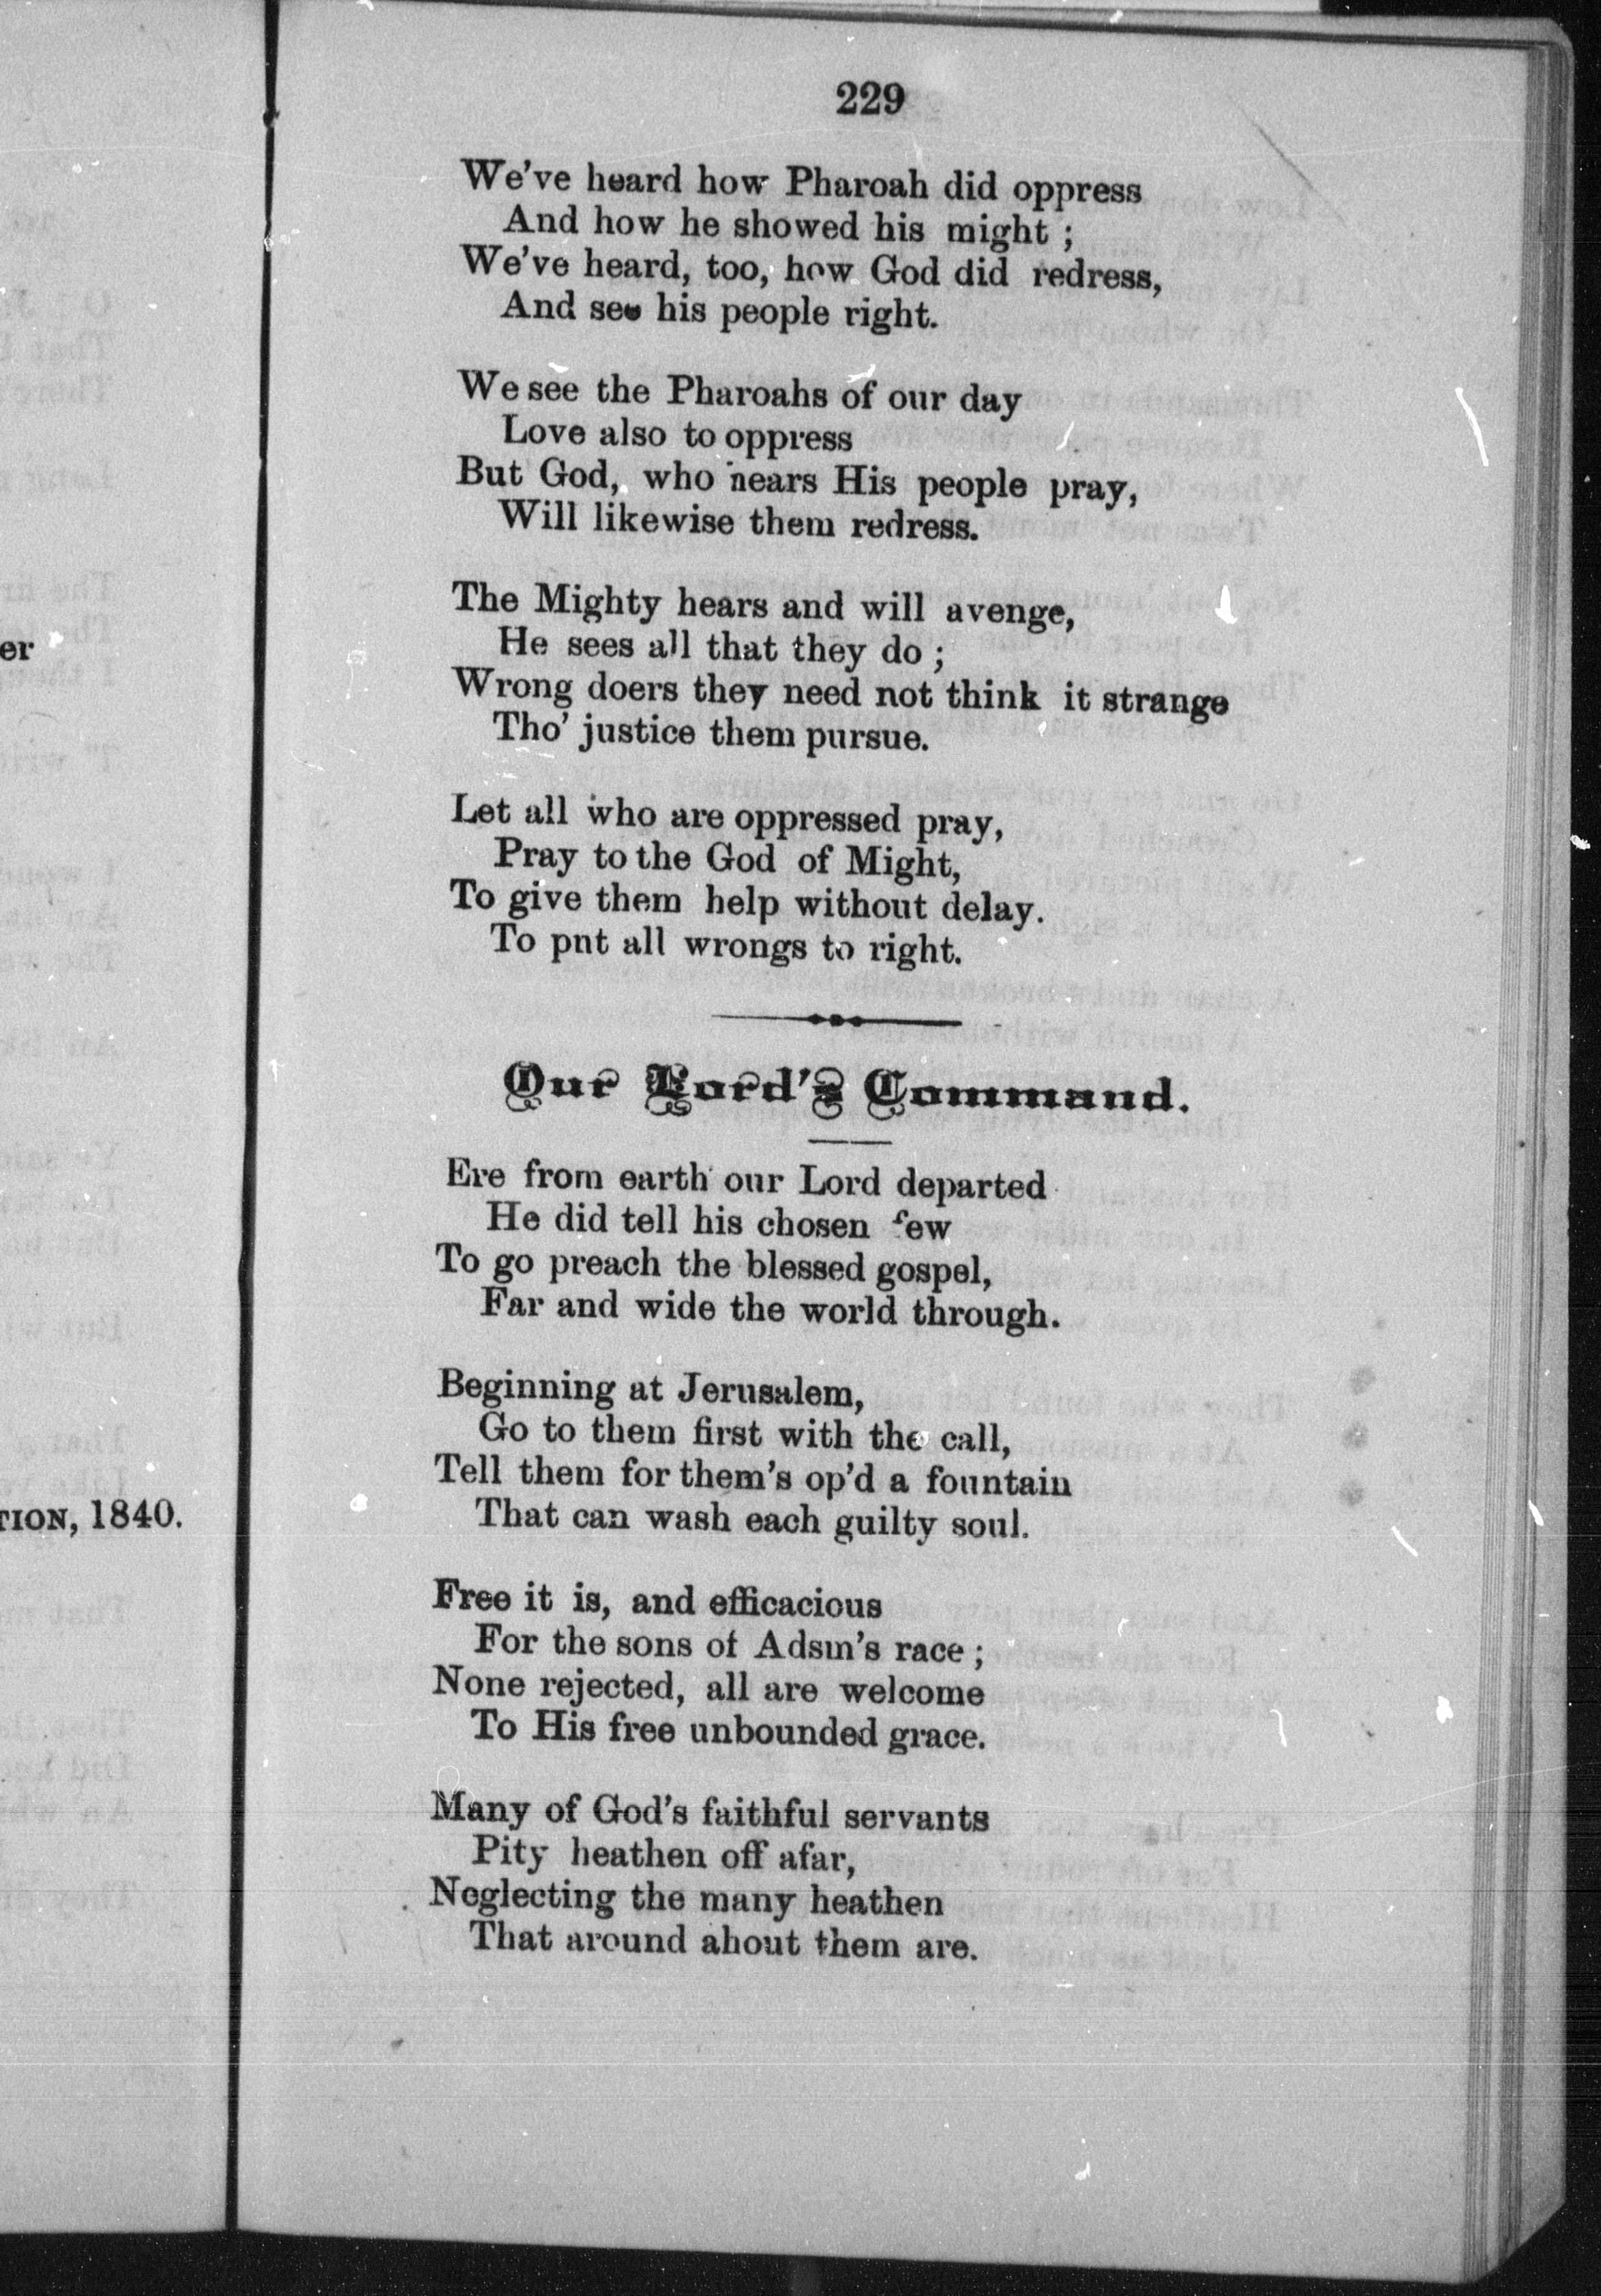 er
TION, 1840.
229
We've heard how Pharoah did oppress
And how he showed his might ;
We've heard, too, how God did redress,
And see his people right.
We see the Pharoahs of our day
Love also to oppress
But God, who hears His people pray,
Will likewise them redress.
The Mighty hears and will avenge,
He sees all that they do ;
Wrong doers they need not think it strange
Tho' justice them pursue.
Let all who are oppressed pray,
Pray to the God of Might,
To give them help without delay.
To pnt all wrongs to right.
Our Lord's Command.
Ere from earth our Lord departed
He did tell his chosen few
To go preach the blessed gospel,
Far and wide the world through.
Beginning at Jerusalem,
Go to them first with the call,
Tell them for them's op'd a fountain
That can wash each guilty soul.
Free it is, and efficacious
For the sons of Adsm's race ;
None rejected, all are welcome
To His free unbounded grace.
Many of God's faithful servants
Pity heathen off afar,
Neglecting the many heathen
That around ahout them are.